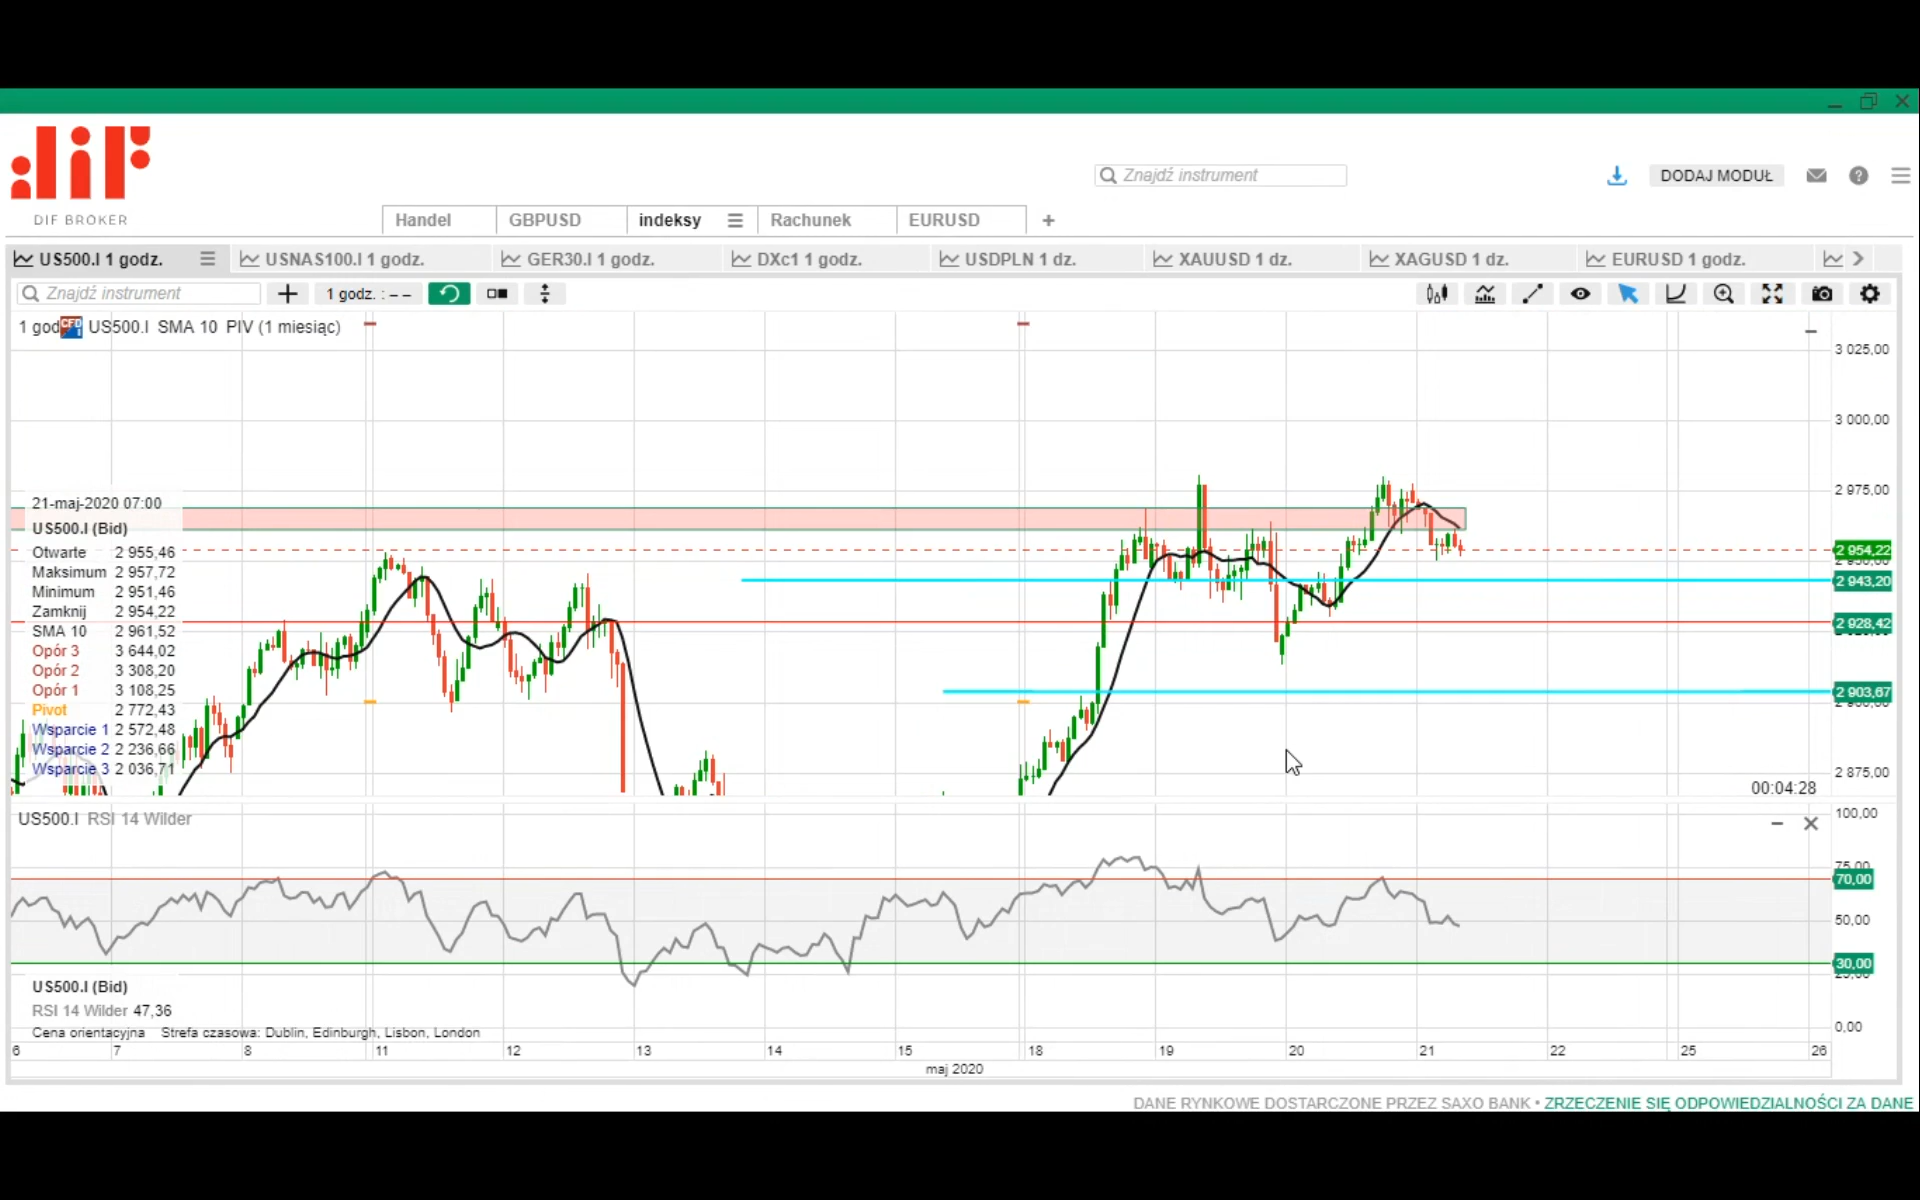 DIF BROKER
Znajdź instrument
DODAJ MODUŁ
Handel
GBPUSD
indeksy
Rachunek
EURUSD
+
US500.I 1 godz.
USNAS100.I 1 godz.
GER30.I 1 godz.
DXc1 1 godz.
USDPLN 1 dz.
XAUUSD 1 dz.
XAGUSD 1 dz.
EURUSD 1 godz.
Znajdź instrument
1 godz. : – –
1 god
CFD
US500.I SMA 10 PIV (1 miesiąc)
3 025,00
3 000,00
2 975,00
2 954,22
2 943,20
2 928,42
2 903,67
2 875,00
21-maj-2020 07:00
US500.I (Bid)
Otwarte 2 955,46
Maksimum 2 957,72
Minimum 2 951,46
Zamknij 2 954,22
SMA 10 2 961,52
Opór 3 3 644,02
Opór 2 3 308,20
Opór 1 3 108,25
Pivot 2 772,43
Wsparcie 1 2 572,48
Wsparcie 2 2 236,66
Wsparcie 3 2 036,71
00:04:28
US500.I RSI 14 Wilder
100,00
75,00
70,00
50,00
30,00
0,00
US500.I (Bid)
RSI 14 Wilder 47,36
Cena orientacyjna Strefa czasowa: Dublin, Edinburgh, Lisbon, London
6 7 8 11 12 13 14 15 18 19 20 21 22 25 26
maj 2020
DANE RYNKOWE DOSTARCZONE PRZEZ SAXO BANK • ZRZECZENIE SIĘ ODPOWIEDZIALNOŚCI ZA DANE